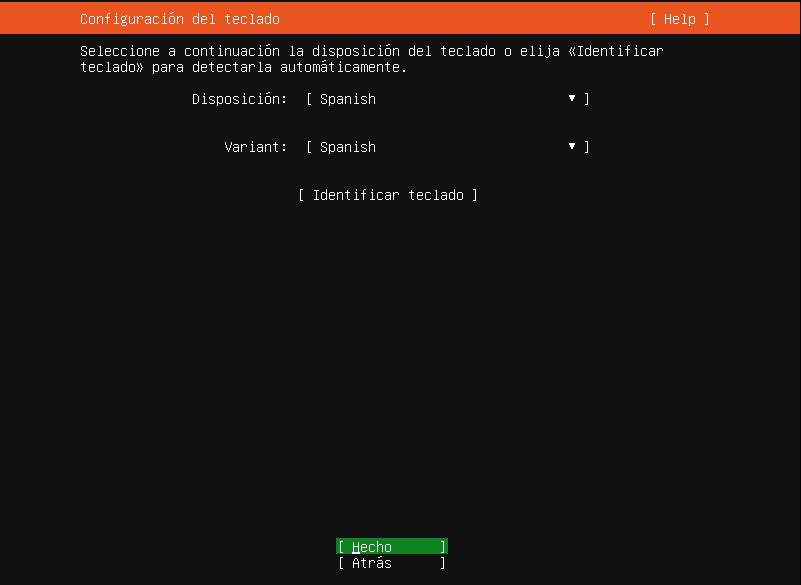 Configuración del teclado [ Help ]
Seleccione a continuación la disposición del teclado o elija «Identificar
teclado» para detectarla automáticamente.
Disposición: [ Spanish ▾ ]
Variant: [ Spanish ▾ ]
[ Identificar teclado ]
[ Hecho ]
[ Atrás ]